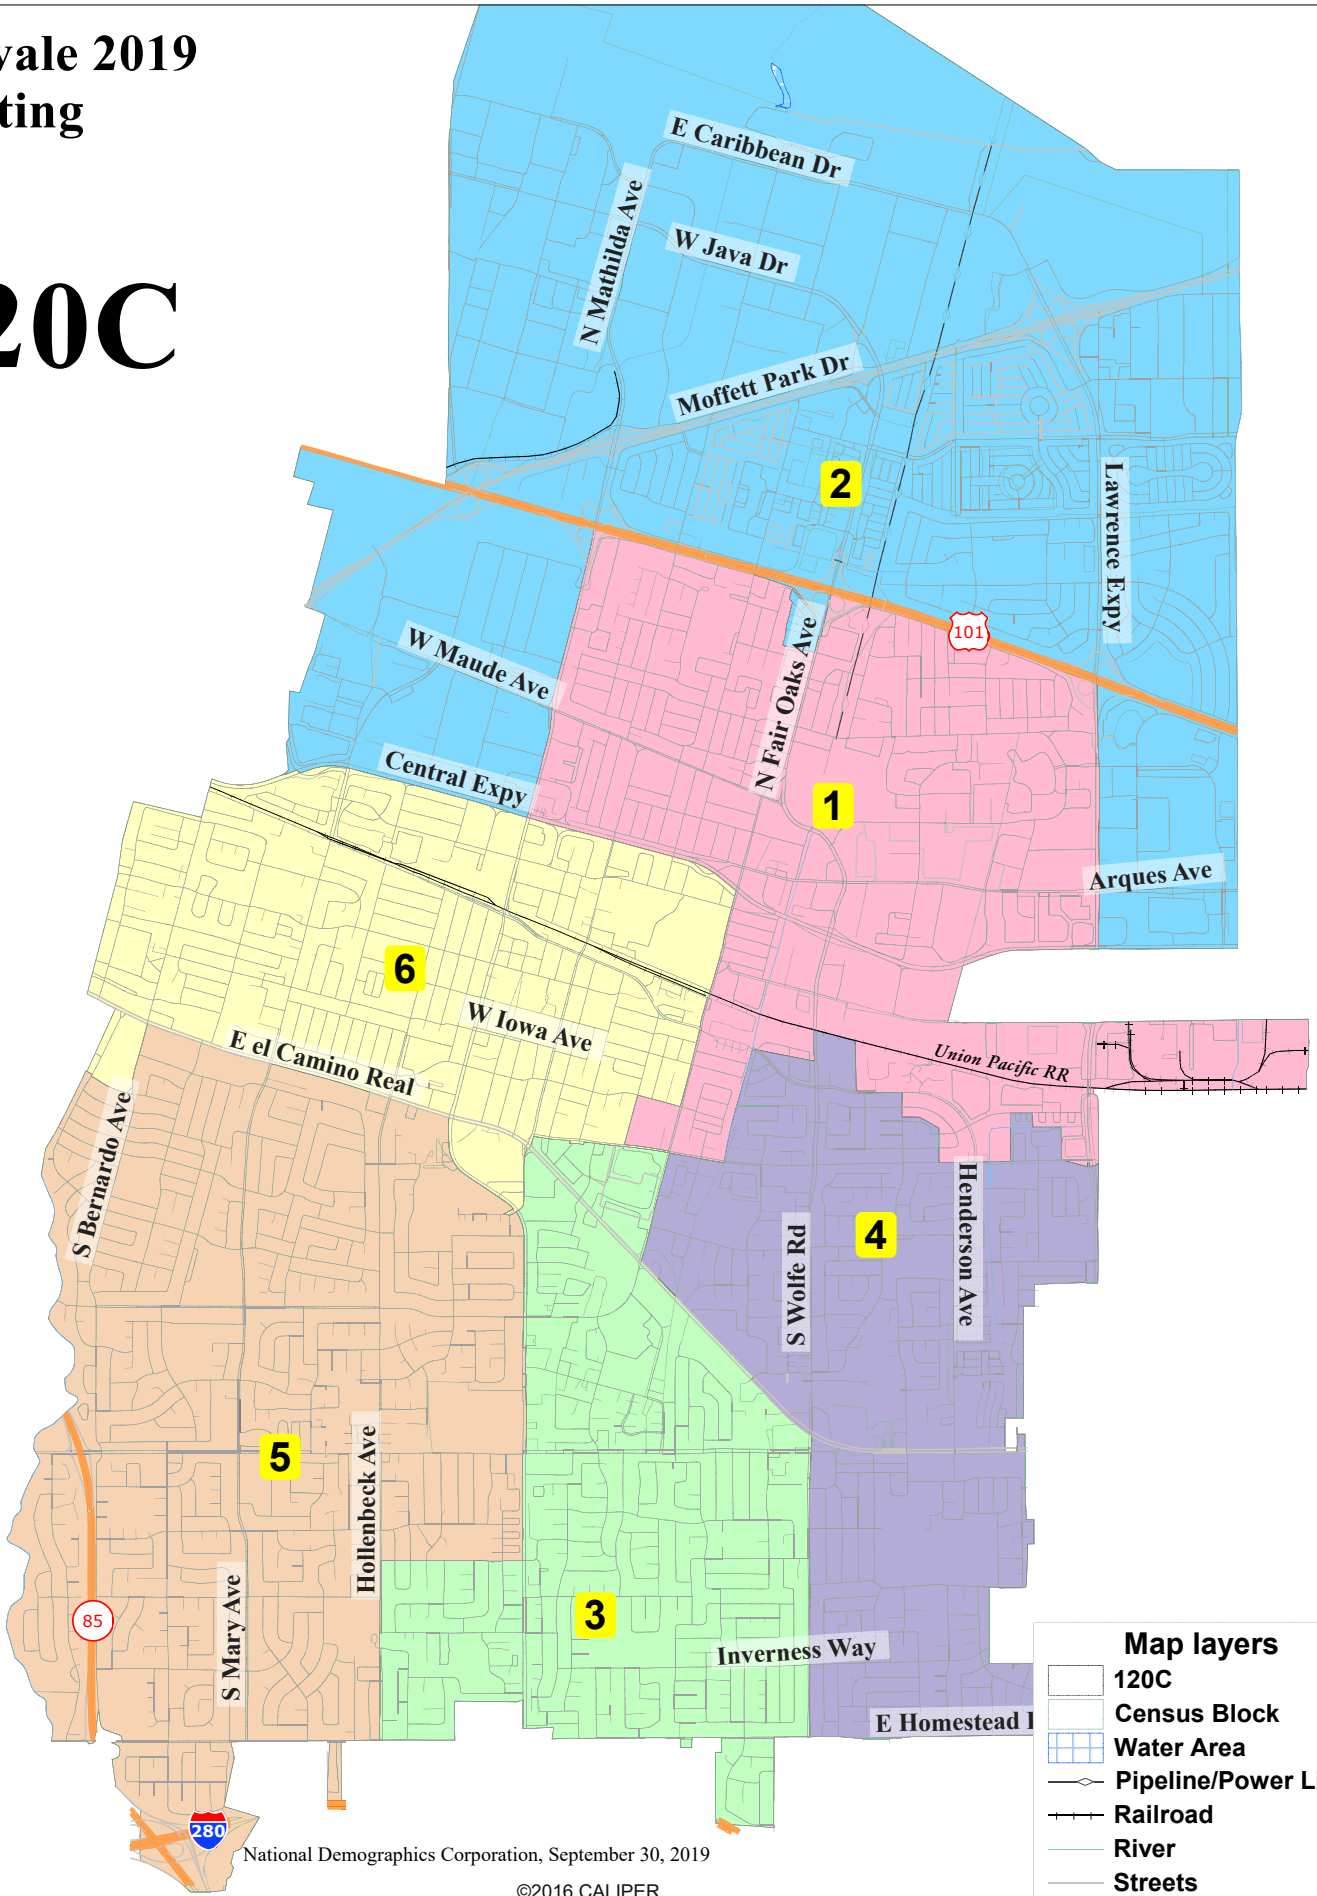 vale 2019
ting
20C
E Caribbean Dr
N Mathilda Ave
W Java Dr
Moffett Park Dr
2
Lawrence Expy
101
W Maude Ave
N Fair Oaks Ave
Central Expy
1
Arques Ave
6
W Iowa Ave
E el Camino Real
Union Pacific RR
S Bernardo Ave
Henderson Ave
4
S Wolfe Rd
5
Hollenbeck Ave
S Mary Ave
85
3
Inverness Way
E Homestead
280
Map layers
120C
Census Block
Water Area
Pipeline/Power Li
Railroad
River
Streets
National Demographics Corporation, September 30, 2019
©2016 CALIPER